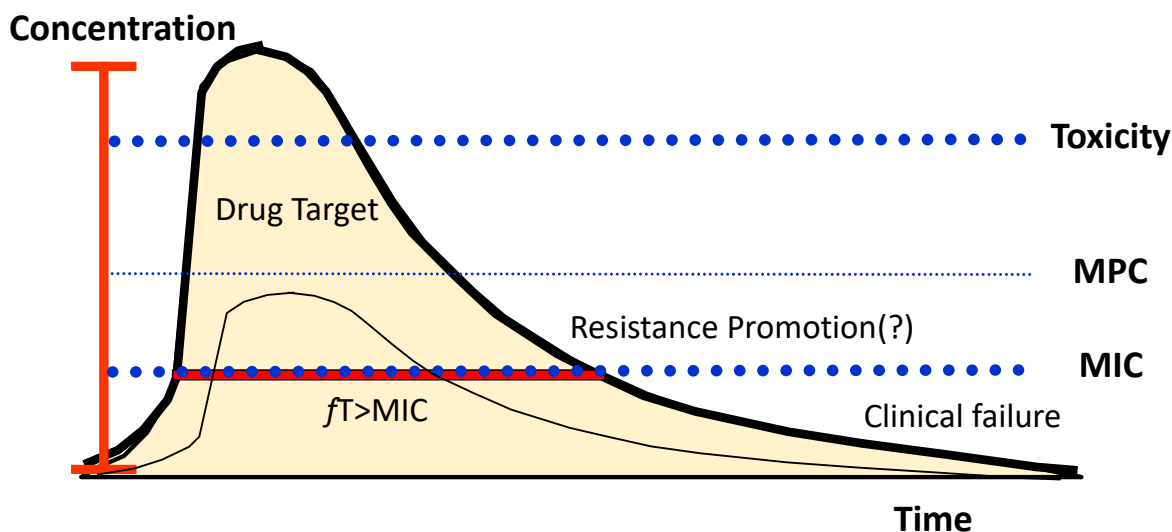 Concentration
Toxicity
Drug Target
MPC
Resistance Promotion(?)
MIC
fT>MIC
Clinical failure
Time